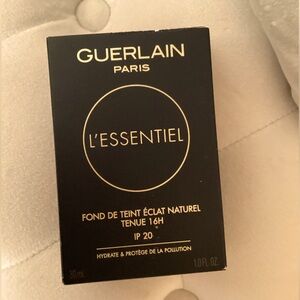 GUERLAIN
PARIS
L'ESSENTIEL
FOND DE TEINT ÉCLAT NATUREL
TENUE 16H
IP 20
HYDRATE & PROTÈGE DE LA POLLUTION
30 mL 1.0 FL. OZ.